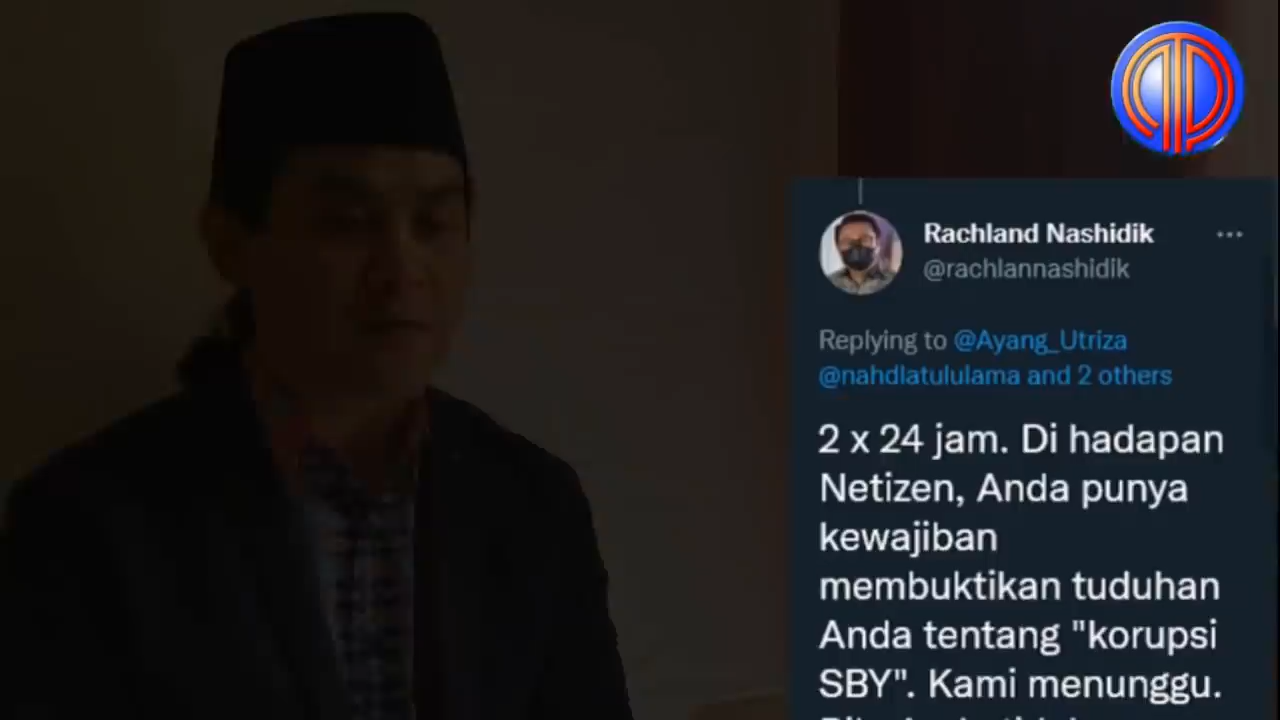 Rachland Nashidik
@rachlannashidik
Replying to @Ayang_Utriza
@nahdlatululama and 2 others
2 x 24 jam. Di hadapan
Netizen, Anda punya
kewajiban
membuktikan tuduhan
Anda tentang "korupsi
SBY". Kami menunggu.